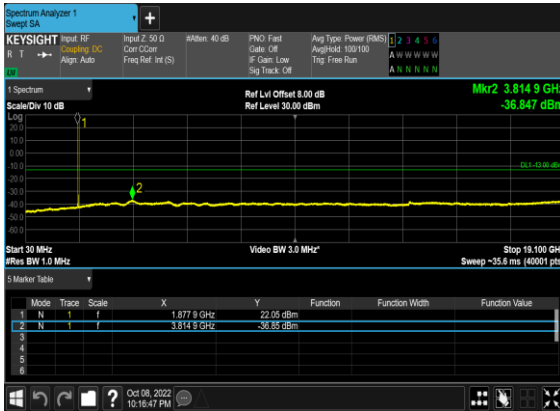 Spectrum Analyzer 1
Swept SA
+
KEYSIGHT
R T
Input: RF
Coupling: DC
Align: Auto
Input Z: 50 Ω
Corr CCorr
Freq Ref: Int (S)
#Atten: 40 dB
PNO: Fast
Gate: Off
IF Gain: Low
Sig Track: Off
Avg Type: Power (RMS)
Avg|Hold: 100/100
Trig: Free Run
1 2 3 4 5 6
A W W W W W
A N N N N N
1 Spectrum
Scale/Div 10 dB
Ref Lvl Offset 8.00 dB
Ref Level 30.00 dBm
Mkr2 3.814 9 GHz
-36.847 dBm
Log
20.0
10.0
0.00
-10.0
-20.0
-30.0
-40.0
-50.0
-60.0
1
2
DL1 -13.00 dBm
Start 30 MHz
#Res BW 1.0 MHz
Video BW 3.0 MHz*
Stop 19.100 GHz
Sweep ~35.6 ms (40001 pts)
5 Marker Table
Mode Trace Scale X Y Function Function Width Function Value
1 N 1 f 1.877 9 GHz 22.05 dBm
2 N 1 f 3.814 9 GHz -36.85 dBm
3
4
5
6
?
Oct 08, 2022
10:16:47 PM